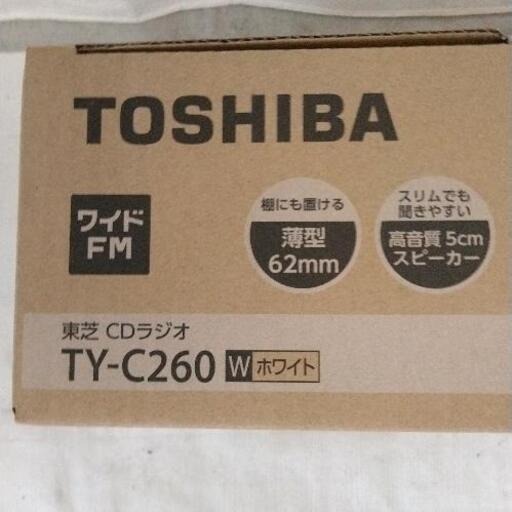 TOSHIBA
ワイド
FM
棚にも置ける
薄型
62mm
スリムでも
聞きやすい
高音質 5cm
スピーカー
東芝 CDラジオ
TY-C260 W ホワイト